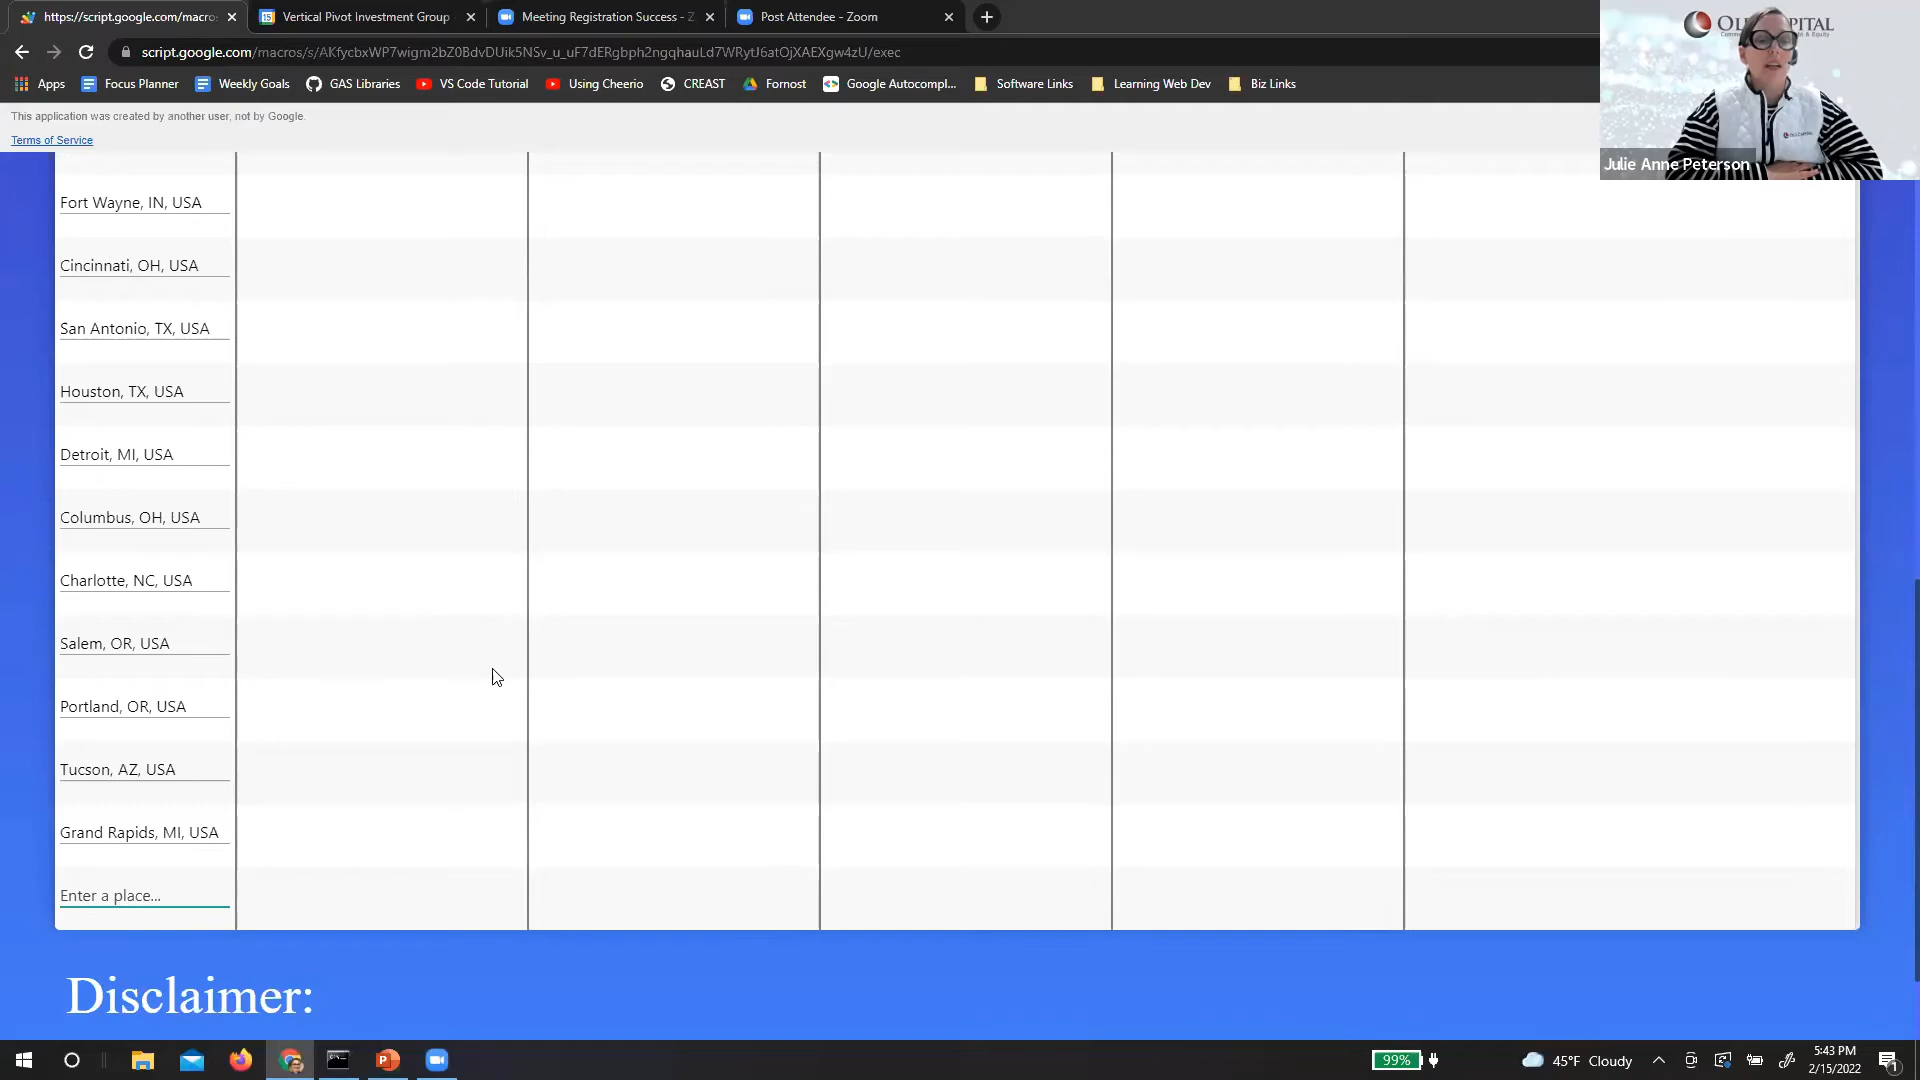 https://script.google.com/macro
Vertical Pivot Investment Group
Meeting Registration Success - Z
Post Attendee - Zoom
script.google.com/macros/s/AKfycbxWP7wigm2bZ0BdvDUik5NSv_u_uF7dERgbph2ngqhauLd7WRytJ6atOjXAEXgw4zU/exec
Apps
Focus Planner
Weekly Goals
GAS Libraries
VS Code Tutorial
Using Cheerio
CREAST
Fornost
Google Autocompl...
Software Links
Learning Web Dev
Biz Links
This application was created by another user, not by Google.
Terms of Service
Julie Anne Peterson
Fort Wayne, IN, USA
Cincinnati, OH, USA
San Antonio, TX, USA
Houston, TX, USA
Detroit, MI, USA
Columbus, OH, USA
Charlotte, NC, USA
Salem, OR, USA
Portland, OR, USA
Tucson, AZ, USA
Grand Rapids, MI, USA
Enter a place...
Disclaimer:
99%
45°F Cloudy
5:43 PM
2/15/2022
1